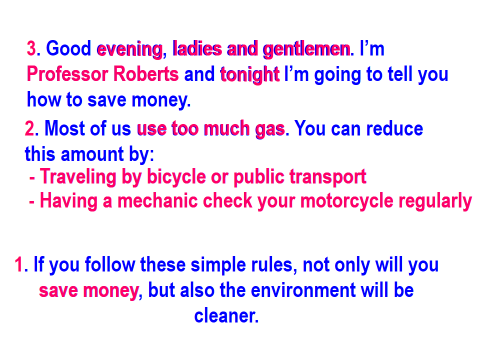 3. Good evening, ladies and gentlemen. I'm
Professor Roberts and tonight I'm going to tell you
how to save money.
2. Most of us use too much gas. You can reduce
this amount by:
- Traveling by bicycle or public transport
- Having a mechanic check your motorcycle regularly
1. If you follow these simple rules, not only will you
save money, but also the environment will be
cleaner.